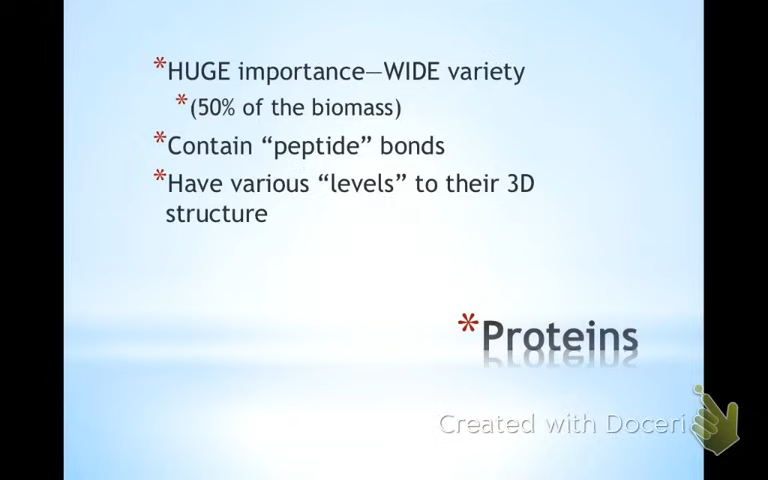 *HUGE importance—WIDE variety
*(50% of the biomass)
*Contain “peptide” bonds
*Have various “levels” to their 3D
structure
*Proteins
Created with Doceri